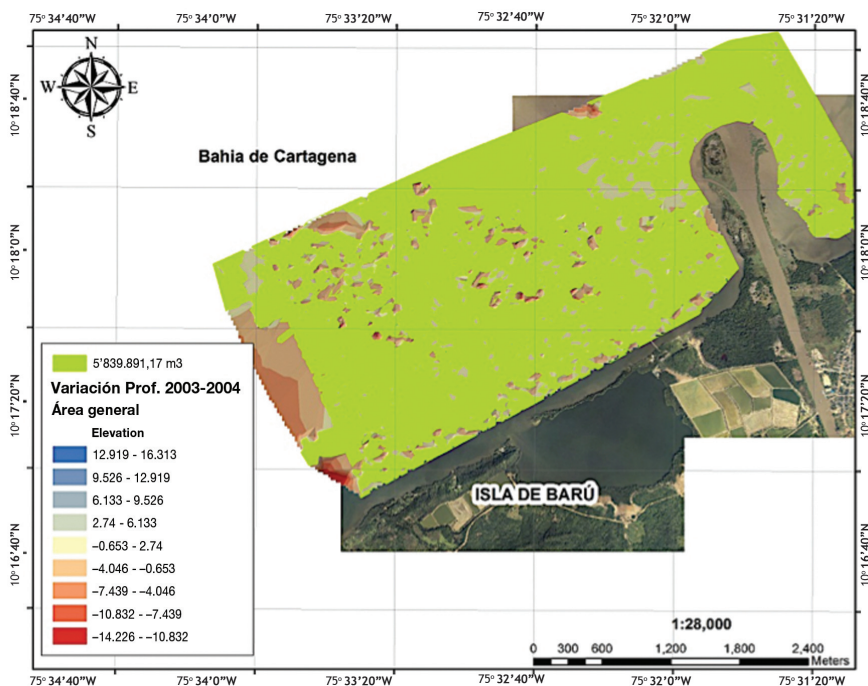 75° 34'40"W 75° 34'0"W 75° 33'20"W 75° 32'40"W 75° 32'0"W 75° 31'20"W
N
W E
S
10° 18'40"N
10° 18'0"N
10° 17'20"N
10° 16'40"N
10° 18'40"N
10° 18'0"N
10° 17'20"N
10° 16'40"N
Bahia de Cartagena
ISLA DE BARÚ
5'839.891,17 m3
Variación Prof. 2003-2004
Área general
Elevation
12.919 - 16.313
9.526 - 12.919
6.133 - 9.526
2.74 - 6.133
–0.653 - 2.74
–4.046 - –0.653
–7.439 - –4.046
–10.832 - –7.439
–14.226 - –10.832
1:28,000
0 300 600 1,200 1,800 2,400
Meters
75° 34'40"W 75° 34'0"W 75° 33'20"W 75° 32'40"W 75° 32'0"W 75° 31'20"W